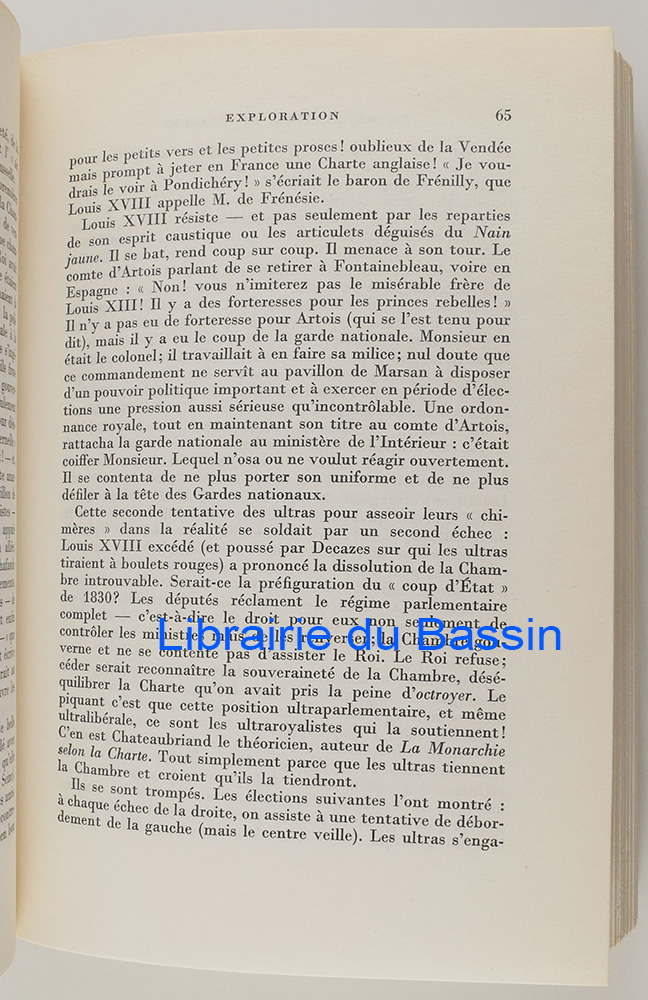 EXPLORATION 65
pour les petits vers et les petites proses! oublieux de la Vendée
mais prompt à jeter en France une Charte anglaise! « Je vou-
drais le voir à Pondichéry! » s'écriait le baron de Frénilly, que
Louis XVIII appelle M. de Frénésie.
Louis XVIII résiste — et pas seulement par les reparties
de son esprit caustique ou les articulets déguisés du Nain
jaune. Il se bat, rend coup sur coup. Il menace à son tour. Le
comte d'Artois parlant de se retirer à Fontainebleau, voire en
Espagne : « Non! vous n'imiterez pas le misérable frère de
Louis XIII! Il y a des forteresses pour les princes rebelles! »
Il n'y a pas eu de forteresse pour Artois (qui se l'est tenu pour
dit), mais il y a eu le coup de la garde nationale. Monsieur en
était le colonel; il travaillait à en faire sa milice; nul doute que
ce commandement ne servît au pavillon de Marsan à disposer
d'un pouvoir politique important et à exercer en période d'élec-
tions une pression aussi sérieuse qu'incontrôlable. Une ordon-
nance royale, tout en maintenant son titre au comte d'Artois,
rattacha la garde nationale au ministère de l'Intérieur : c'était
coiffer Monsieur. Lequel n'osa ou ne voulut réagir ouvertement.
Il se contenta de ne plus porter son uniforme et de ne plus
défiler à la tête des Gardes nationaux.
Cette seconde tentative des ultras pour asseoir leurs « chi-
mères » dans la réalité se soldait par un second échec :
Louis XVIII excédé (et poussé par Decazes sur qui les ultras
tiraient à boulets rouges) a prononcé la dissolution de la Cham-
bre introuvable. Serait-ce la préfiguration du « coup d'État »
de 1830? Les députés réclament le régime parlementaire
complet — c'est-à-dire le droit pour eux non seulement de
contrôler les ministres mais de les renverser; la Chambre gou-
verne et ne se contente pas d'assister le Roi. Le Roi refuse;
céder serait reconnaître la souveraineté de la Chambre, désé-
quilibrer la Charte qu'on avait pris la peine d'octroyer. Le
piquant c'est que cette position ultraparlementaire, et même
ultralibérale, ce sont les ultraroyalistes qui la soutiennent!
C'en est Chateaubriand le théoricien, auteur de La Monarchie
selon la Charte. Tout simplement parce que les ultras tiennent
la Chambre et croient qu'ils la tiendront.
Ils se sont trompés. Les élections suivantes l'ont montré :
à chaque échec de la droite, on assiste à une tentative de débor-
dement de la gauche (mais le centre veille). Les ultras s'enga-
Librairie du Bassin